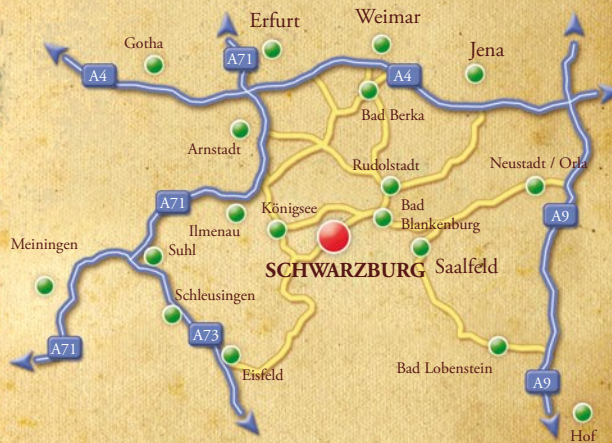 Weimar
Erfurt
Gotha
Jena
A71
A4
A4
Bad Berka
Arnstadt
Rudolstadt
Neustadt / Orla
A71
Königsee
Bad
Blankenburg
A9
Ilmenau
Meiningen
Suhl
SCHWARZBURG
Saalfeld
Schleusingen
A73
A71
Eisfeld
Bad Lobenstein
A9
Hof